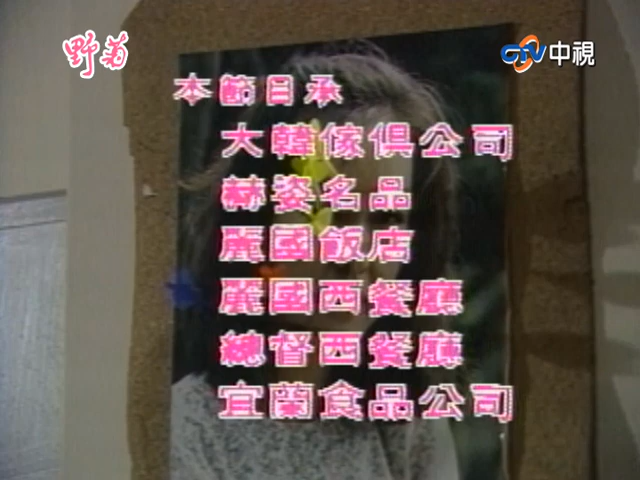 野菊
CTV中視
本節目承
大韓傢俱公司
赫姿名品
麗國飯店
麗國西餐廳
總督西餐廳
宜蘭食品公司